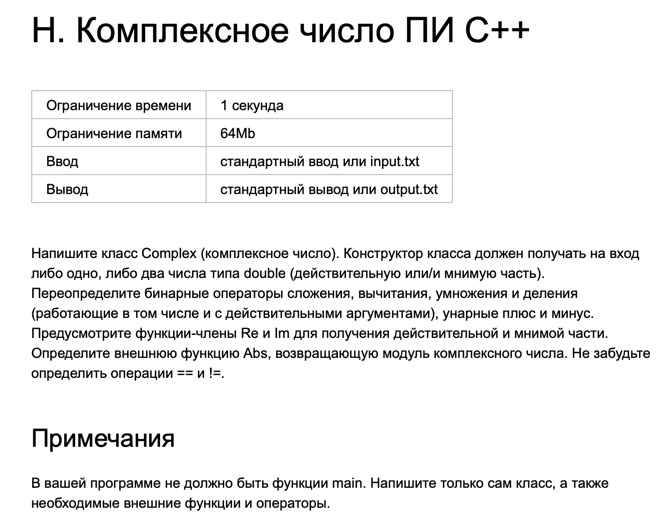 Н. Комплексное число ПИ С++
Ограничение времени 1 секунда
Ограничение памяти 64Mb
Ввод стандартный ввод или input.txt
Вывод стандартный вывод или output.txt
Напишите класс Complex (комплексное число). Конструктор класса должен получать на вход
либо одно, либо два числа типа double (действительную или/и мнимую часть).
Переопределите бинарные операторы сложения, вычитания, умножения и деления
(работающие в том числе и с действительными аргументами), унарные плюс и минус.
Предусмотрите функции-члены Re и Im для получения действительной и мнимой части.
Определите внешнюю функцию Abs, возвращающую модуль комплексного числа. Не забудьте
определить операции == и !=.
Примечания
В вашей программе не должно быть функции main. Напишите только сам класс, а также
необходимые внешние функции и операторы.